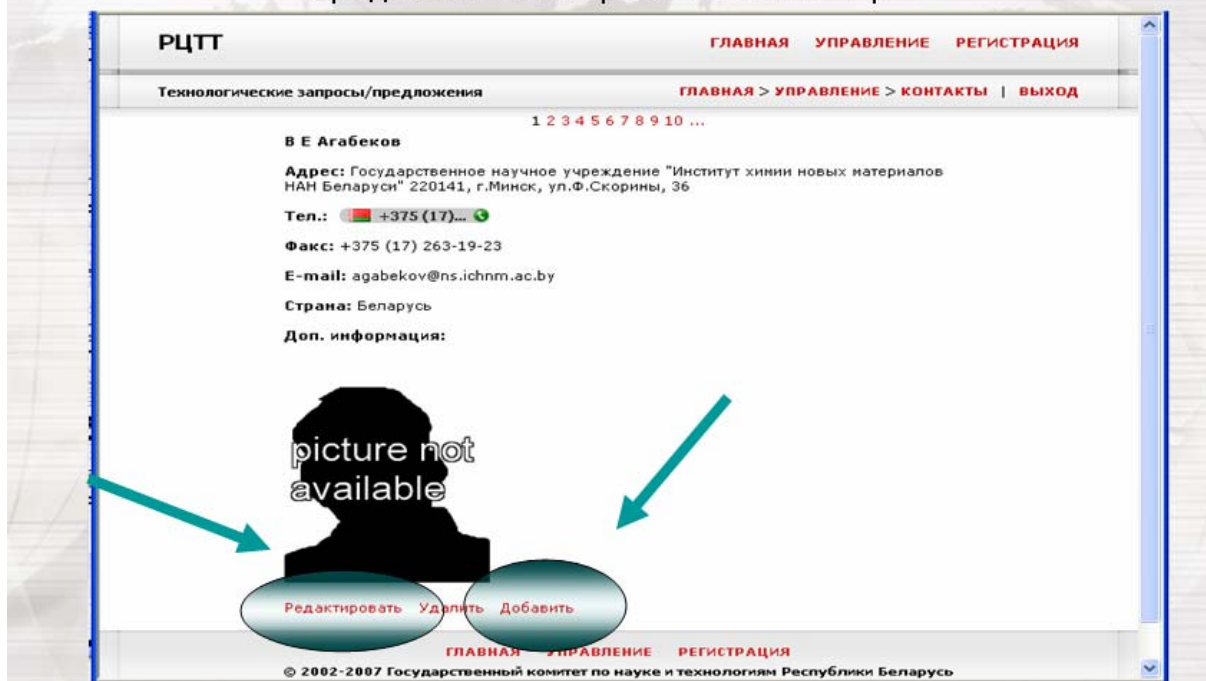 РЦТТ
ГЛАВНАЯ УПРАВЛЕНИЕ РЕГИСТРАЦИЯ
Технологические запросы/предложения
ГЛАВНАЯ > УПРАВЛЕНИЕ > КОНТАКТЫ | ВЫХОД
1 2 3 4 5 6 7 8 9 10 ...
В Е Агабеков
Адрес: Государственное научное учреждение "Институт химии новых материалов
НАН Беларуси" 220141, г.Минск, ул.Ф.Скорины, 36
Тел.: +375 (17)...
Факс: +375 (17) 263-19-23
E-mail: agabekov@ns.ichnm.ac.by
Страна: Беларусь
Доп. информация:
picture not
available
Редактировать Удалить Добавить
ГЛАВНАЯ УПРАВЛЕНИЕ РЕГИСТРАЦИЯ
© 2002-2007 Государственный комитет по науке и технологиям Республики Беларусь